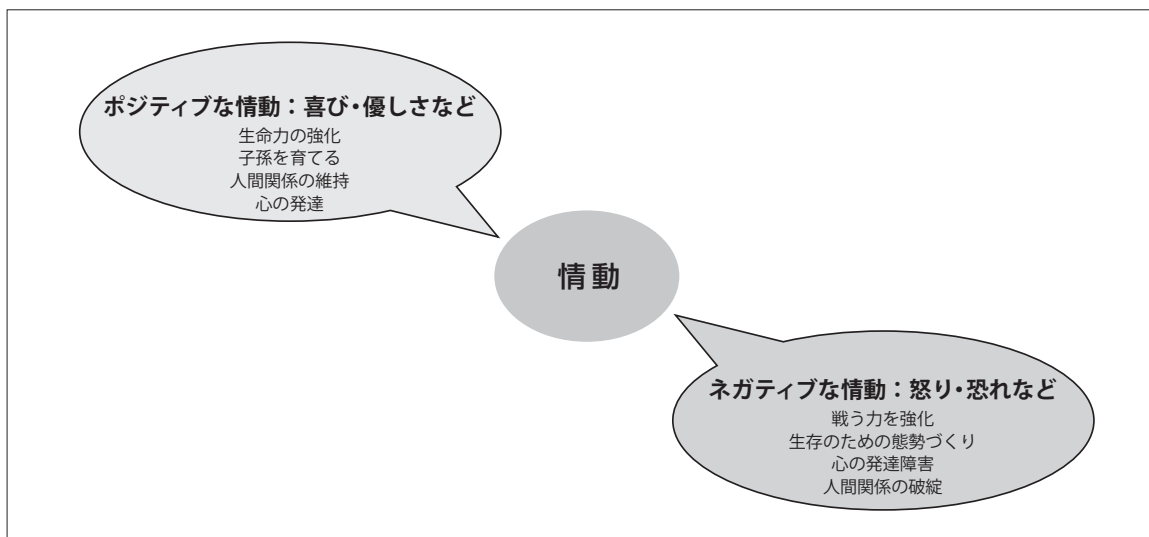 ポジティブな情動：喜び・優しさなど
生命力の強化
子孫を育てる
人間関係の維持
心の発達
情動
ネガティブな情動：怒り・恐れなど
戦う力を強化
生存のための態勢づくり
心の発達障害
人間関係の破綻